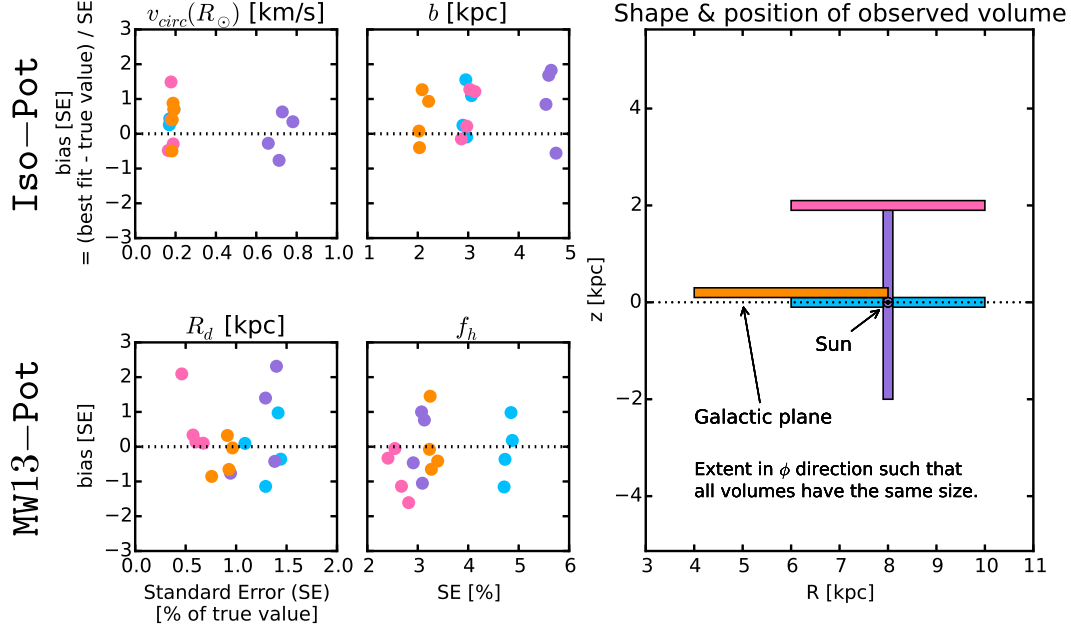 v_circ(R_⊙) [km/s]
b [kpc]
Shape & position of observed volume
Iso−Pot
bias [SE]
= (best fit - true value) / SE
3
2
1
0
−1
−2
−3
0.0 0.2 0.4 0.6 0.8 1.0
1 2 3 4 5
R_d [kpc]
f_h
MW13−Pot
bias [SE]
3
2
1
0
−1
−2
−3
0.0 0.5 1.0 1.5 2.0
2 3 4 5 6
Standard Error (SE)
[% of true value]
SE [%]
z [kpc]
4
2
0
−2
−4
Sun
Galactic plane
Extent in ϕ direction such that
all volumes have the same size.
3 4 5 6 7 8 9 10 11
R [kpc]